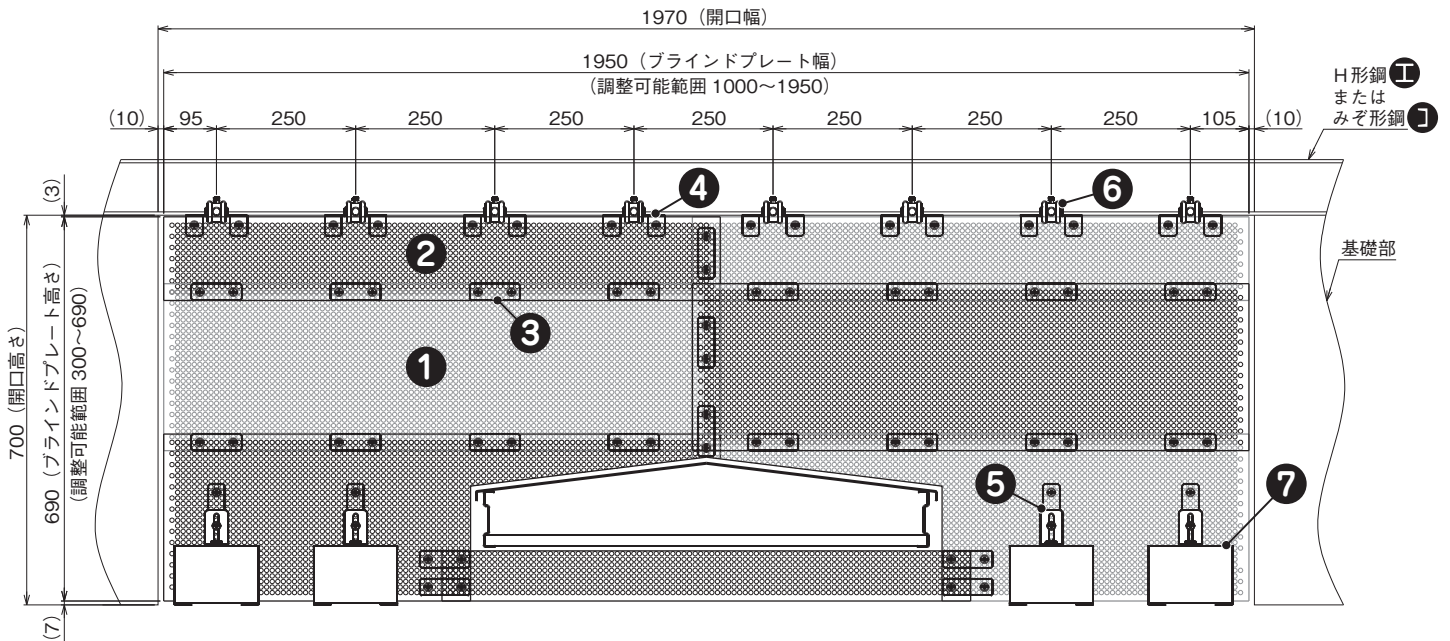 1970（開口幅）
1950（ブラインドプレート幅）
（調整可能範囲 1000～1950）
H形鋼 エ
または
みぞ形鋼 コ
(10) 95 250 250 250 250 250 250 250 105 (10)
(3)
4
6
2
基礎部
3
1
700（開口高さ）
690（ブラインドプレート高さ）
（調整可能範囲 300～690）
5
7
(7)